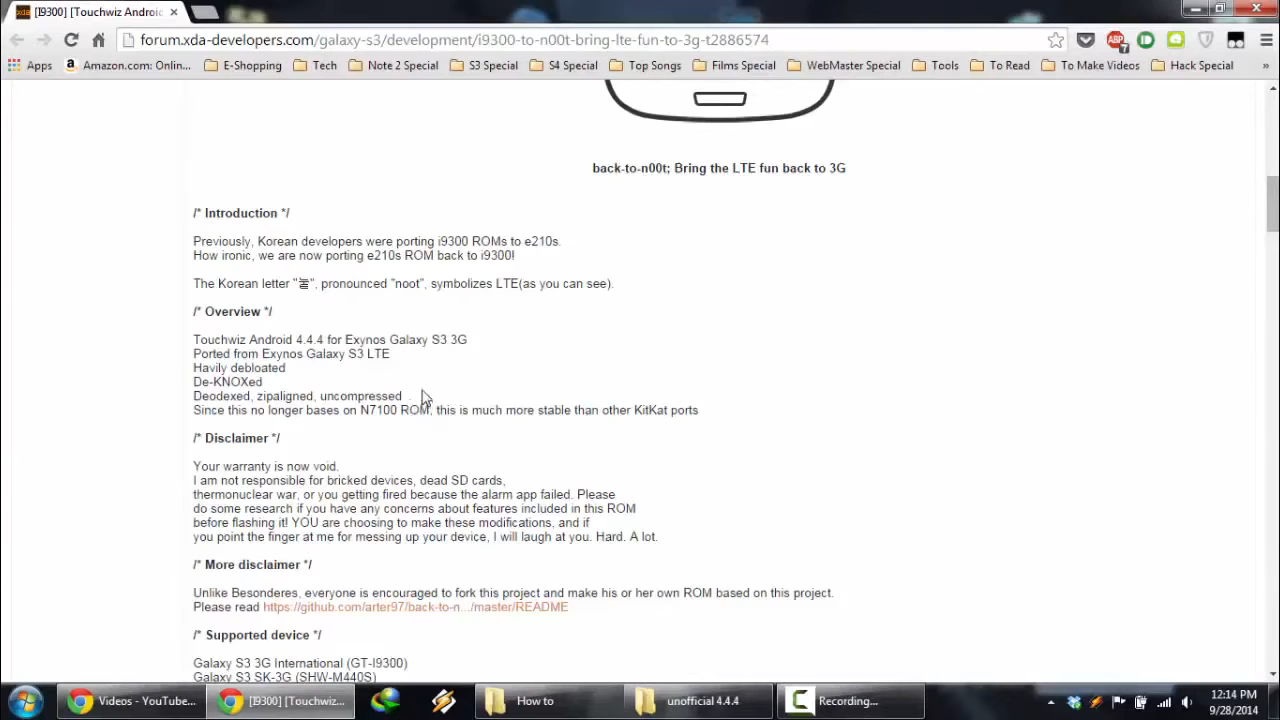 [I9300] [Touchwiz Androi
forum.xda-developers.com/galaxy-s3/development/i9300-to-n00t-bring-lte-fun-to-3g-t2886574
ABP
7
Apps
Amazon.com: Onlin...
E-Shopping
Tech
Note 2 Special
S3 Special
S4 Special
Top Songs
Films Special
WebMaster Special
Tools
To Read
To Make Videos
Hack Special
»
back-to-n00t; Bring the LTE fun back to 3G
/* Introduction */
Previously, Korean developers were porting i9300 ROMs to e210s.
How ironic, we are now porting e210s ROM back to i9300!
The Korean letter "눝", pronounced "noot", symbolizes LTE(as you can see).
/* Overview */
Touchwiz Android 4.4.4 for Exynos Galaxy S3 3G
Ported from Exynos Galaxy S3 LTE
Havily debloated
De-KNOXed
Deodexed, zipaligned, uncompressed .
Since this no longer bases on N7100 ROM, this is much more stable than other KitKat ports
/* Disclaimer */
Your warranty is now void.
I am not responsible for bricked devices, dead SD cards,
thermonuclear war, or you getting fired because the alarm app failed. Please
do some research if you have any concerns about features included in this ROM
before flashing it! YOU are choosing to make these modifications, and if
you point the finger at me for messing up your device, I will laugh at you. Hard. A lot.
/* More disclaimer */
Unlike Besonderes, everyone is encouraged to fork this project and make his or her own ROM based on this project.
Please read https://github.com/arter97/back-to-n.../master/README
/* Supported device */
Galaxy S3 3G International (GT-I9300)
Galaxy S3 SK-3G (SHW-M440S)
Videos - YouTube...
[I9300] [Touchwiz...
How to
unofficial 4.4.4
Recording...
12:14 PM
9/28/2014